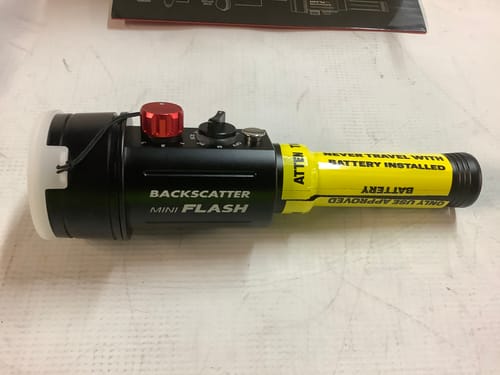 BACKSCATTER
MINI FLASH
ATTEN
NEVER TRAVEL WITH
BATTERY INSTALLED
ONLY USE APPROVED
BATTERY